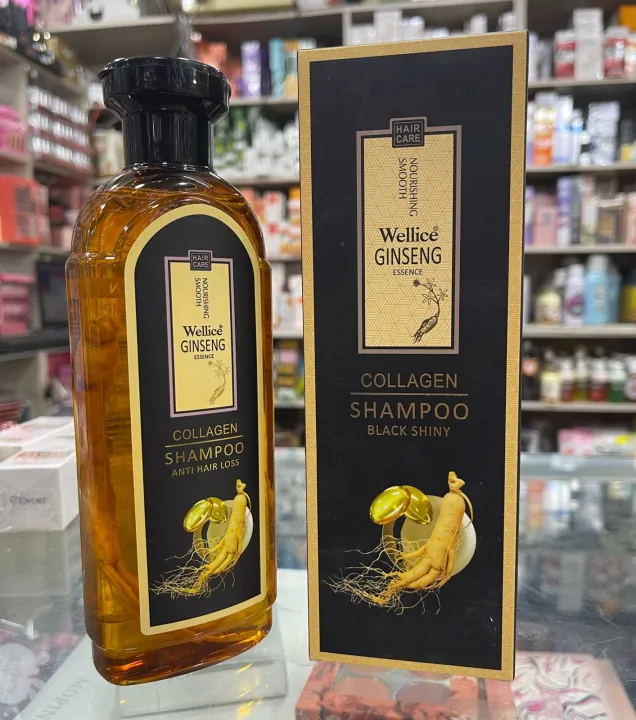 HAIR
CARE
NOURISHING
SMOOTH
Wellice®
GINSENG
ESSENCE
COLLAGEN
SHAMPOO
ANTI HAIR LOSS
HAIR
CARE
NOURISHING
SMOOTH
Wellice®
GINSENG
ESSENCE
COLLAGEN
SHAMPOO
BLACK SHINY